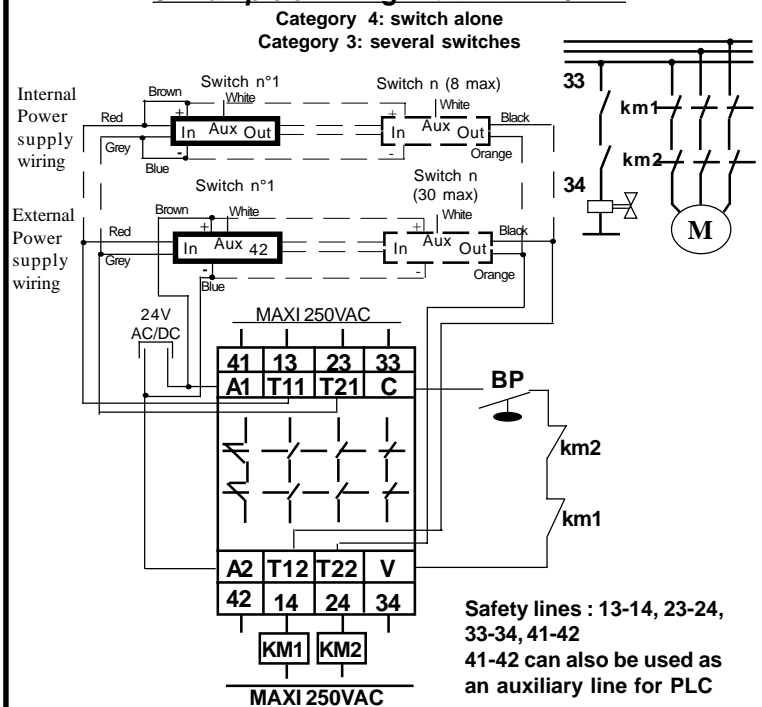 Category 4: switch alone
Category 3: several switches
Internal
Power
supply
wiring
Brown
Switch n°1
White
Red
+
In Aux Out
Grey
-
Blue
Switch n (8 max)
White
+
In Aux Out
Black
-
Orange
33
km1
km2
34
M
External
Power
supply
wiring
Switch n°1
Brown
White
Red
+
In Aux 42
Grey
-
Blue
Switch n
(30 max)
White
+
In Aux Out
Black
-
Orange
24V
AC/DC
MAXI 250VAC
41 13 23 33
A1 T11 T21 C
BP
km2
km1
A2 T12 T22 V
42 14 24 34
KM1 KM2
MAXI 250VAC
Safety lines : 13-14, 23-24,
33-34, 41-42
41-42 can also be used as
an auxiliary line for PLC